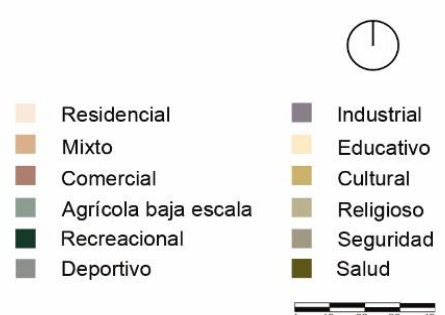 Residencial
Mixto
Comercial
Agrícola baja escala
Recreacional
Deportivo
Industrial
Educativo
Cultural
Religioso
Seguridad
Salud